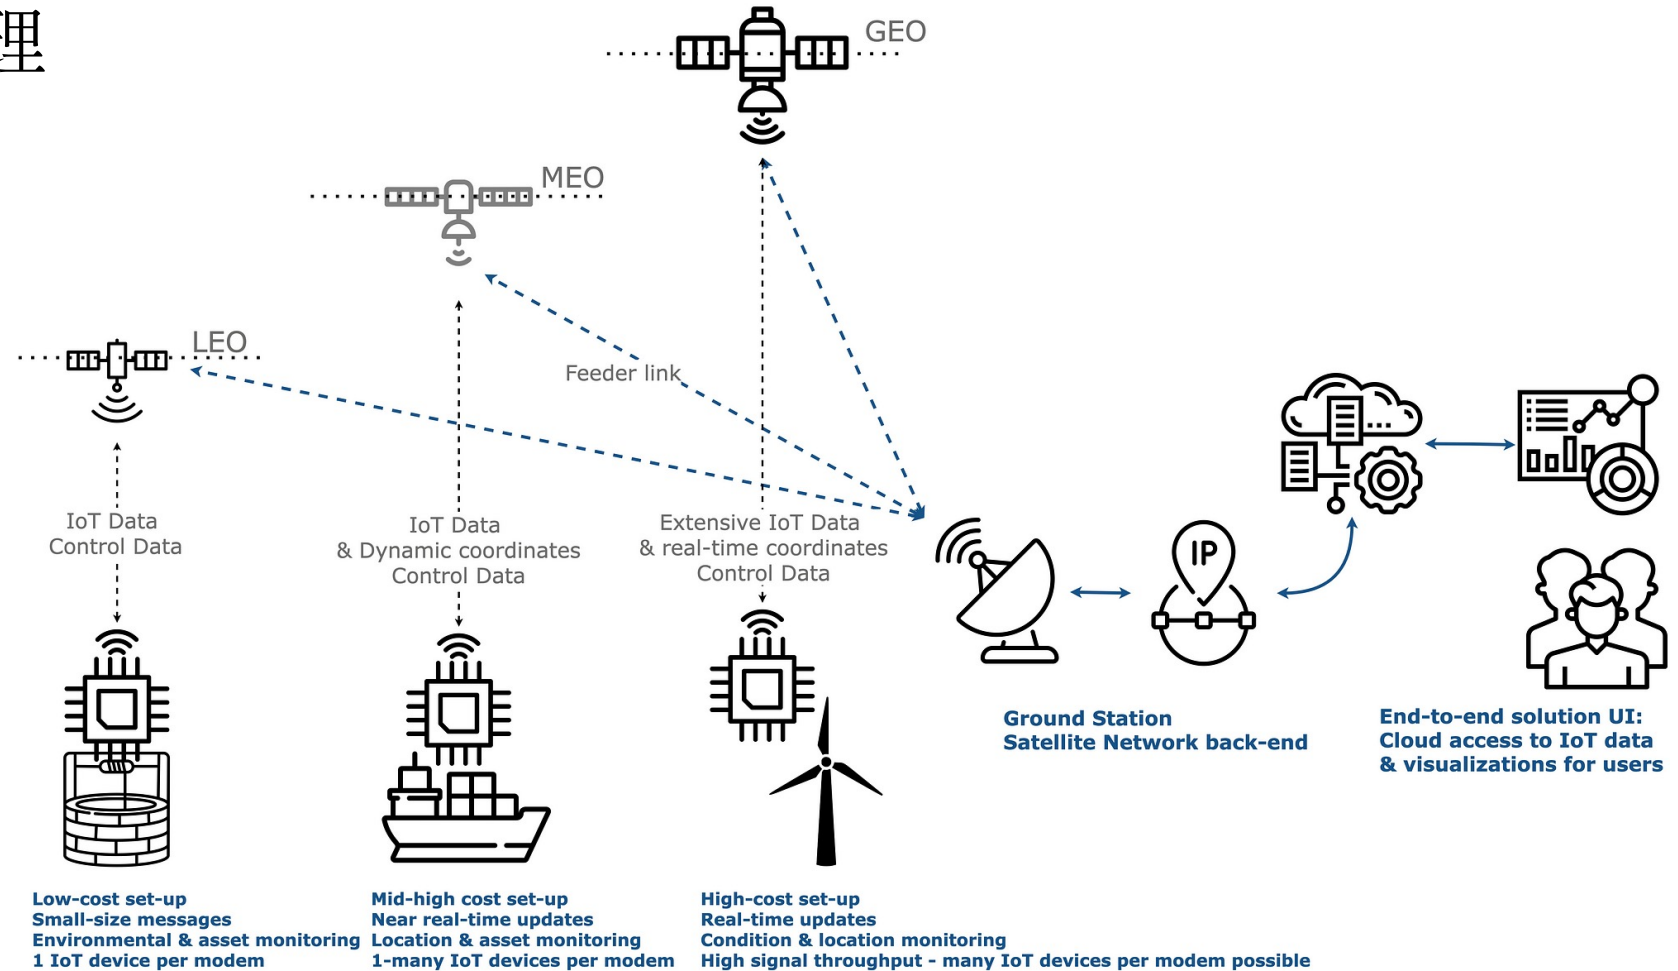 理
GEO
MEO
LEO
Feeder link
IoT Data
Control Data
IoT Data
& Dynamic coordinates
Control Data
Extensive IoT Data
& real-time coordinates
Control Data
IP
Ground Station
Satellite Network back-end
End-to-end solution UI:
Cloud access to IoT data
& visualizations for users
Low-cost set-up
Small-size messages
Environmental & asset monitoring
1 IoT device per modem
Mid-high cost set-up
Near real-time updates
Location & asset monitoring
1-many IoT devices per modem
High-cost set-up
Real-time updates
Condition & location monitoring
High signal throughput - many IoT devices per modem possible